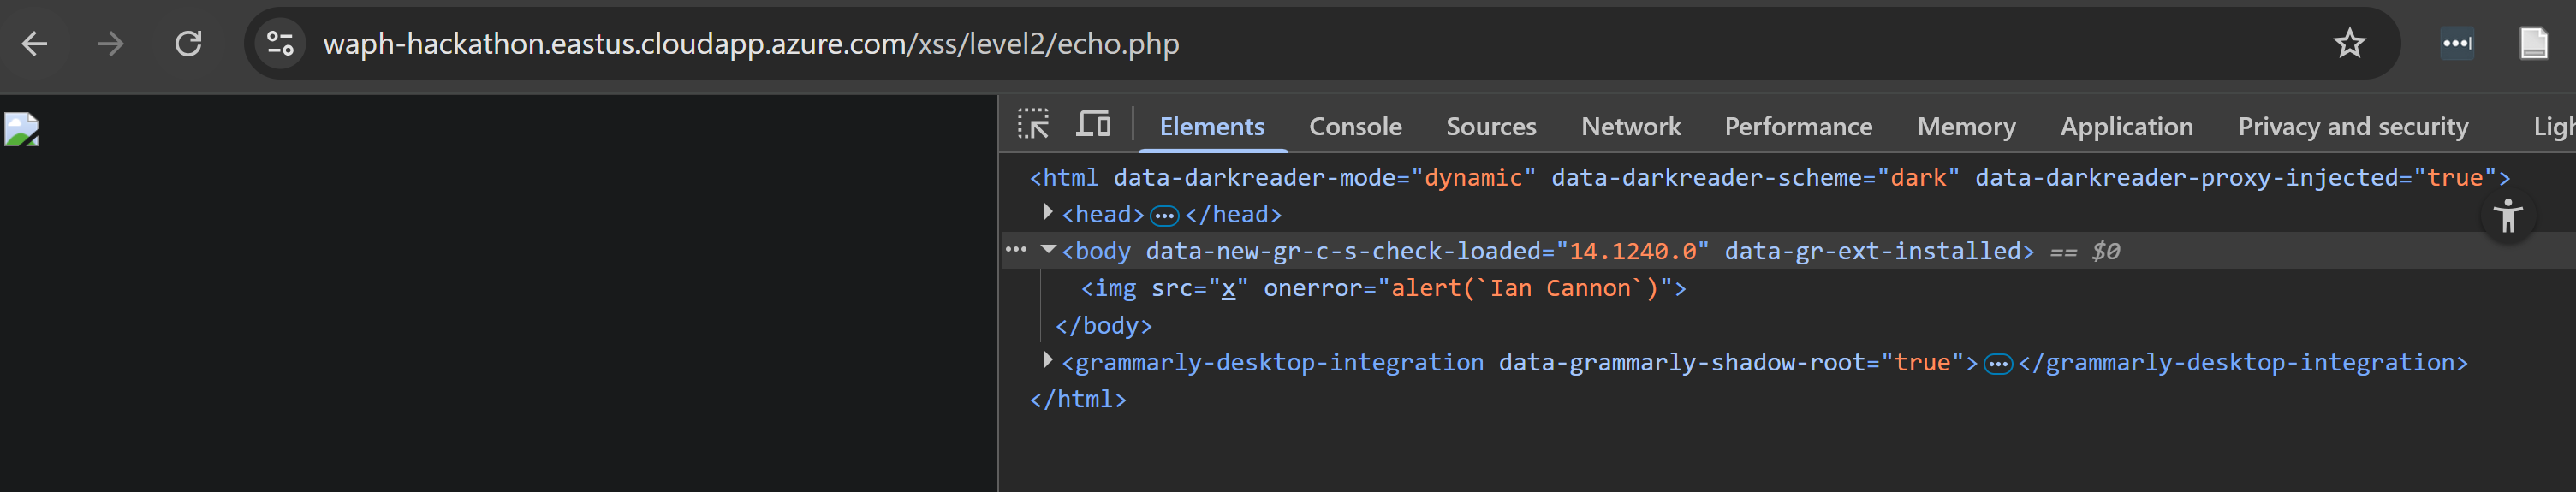 waph-hackathon.eastus.cloudapp.azure.com/xss/level2/echo.php
Elements Console Sources Network Performance Memory Application Privacy and security Ligh
<html data-darkreader-mode="dynamic" data-darkreader-scheme="dark" data-darkreader-proxy-injected="true">
<head>…</head>
<body data-new-gr-c-s-check-loaded="14.1240.0" data-gr-ext-installed> == $0
<img src="x" onerror="alert(`Ian Cannon`)">
</body>
<grammarly-desktop-integration data-grammarly-shadow-root="true">…</grammarly-desktop-integration>
</html>